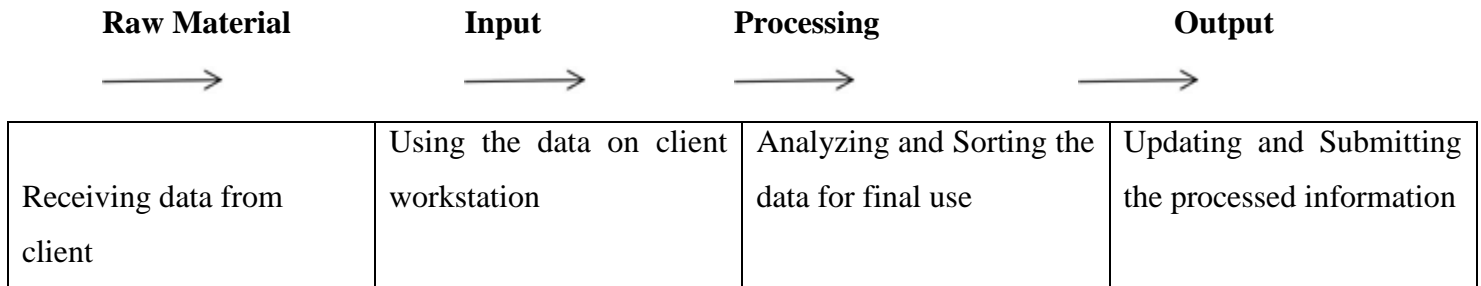 Raw Material Input Processing Output
Receiving data from
client
Using the data on client
workstation
Analyzing and Sorting the
data for final use
Updating and Submitting
the processed information